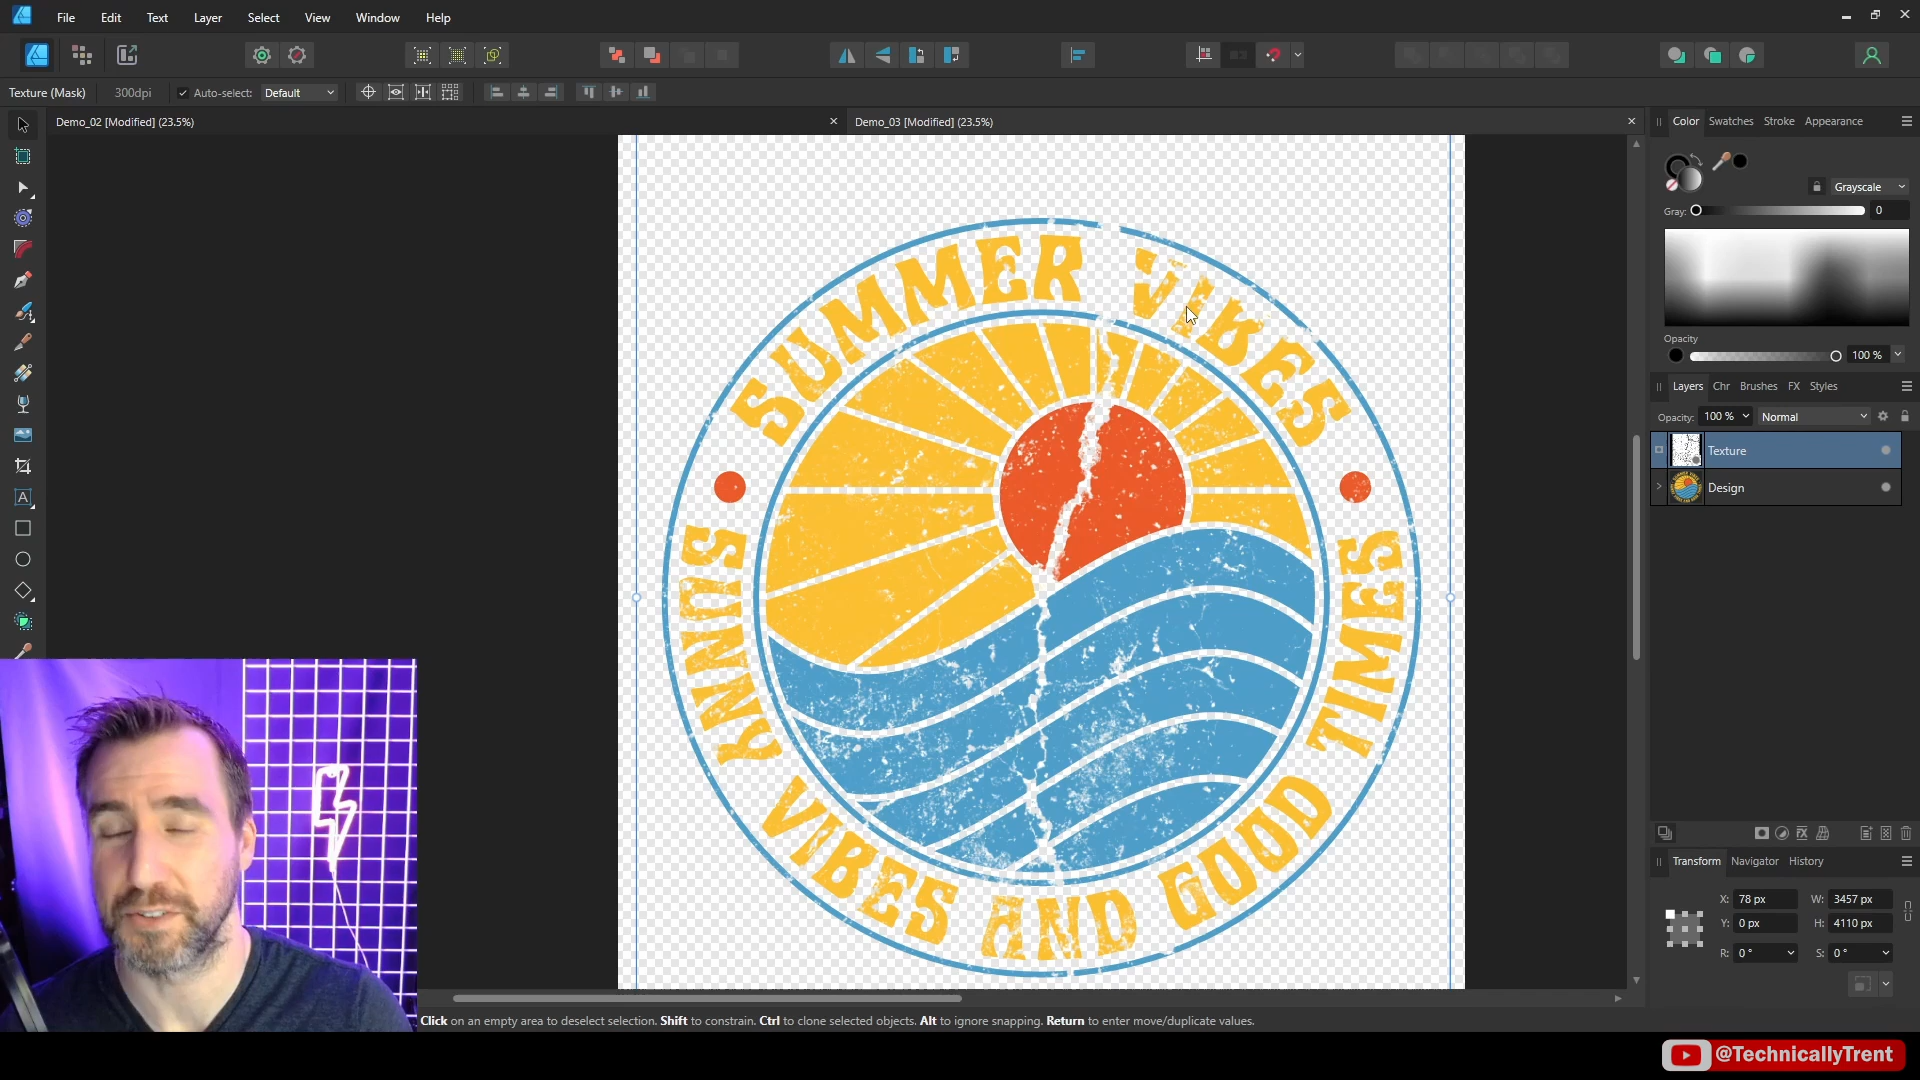 File Edit Text Layer Select View Window Help
Texture (Mask) 300dpi Auto-select: Default
Demo_02 [Modified] (23.5%)
Demo_03 [Modified] (23.5%)
Color Swatches Stroke Appearance
Grayscale
Gray: 0
Opacity
100 %
Layers Chr Brushes FX Styles
Opacity: 100 % Normal
Texture
Design
SUMMER VIBES
SUNNY VIBES AND GOOD TIMES
A
Transform Navigator History
X: 78 px W: 3457 px
Y: 0 px H: 4110 px
R: 0 ° S: 0 °
Click on an empty area to deselect selection. Shift to constrain. Ctrl to clone selected objects. Alt to ignore snapping. Return to enter move/duplicate values.
@TechnicallyTrent